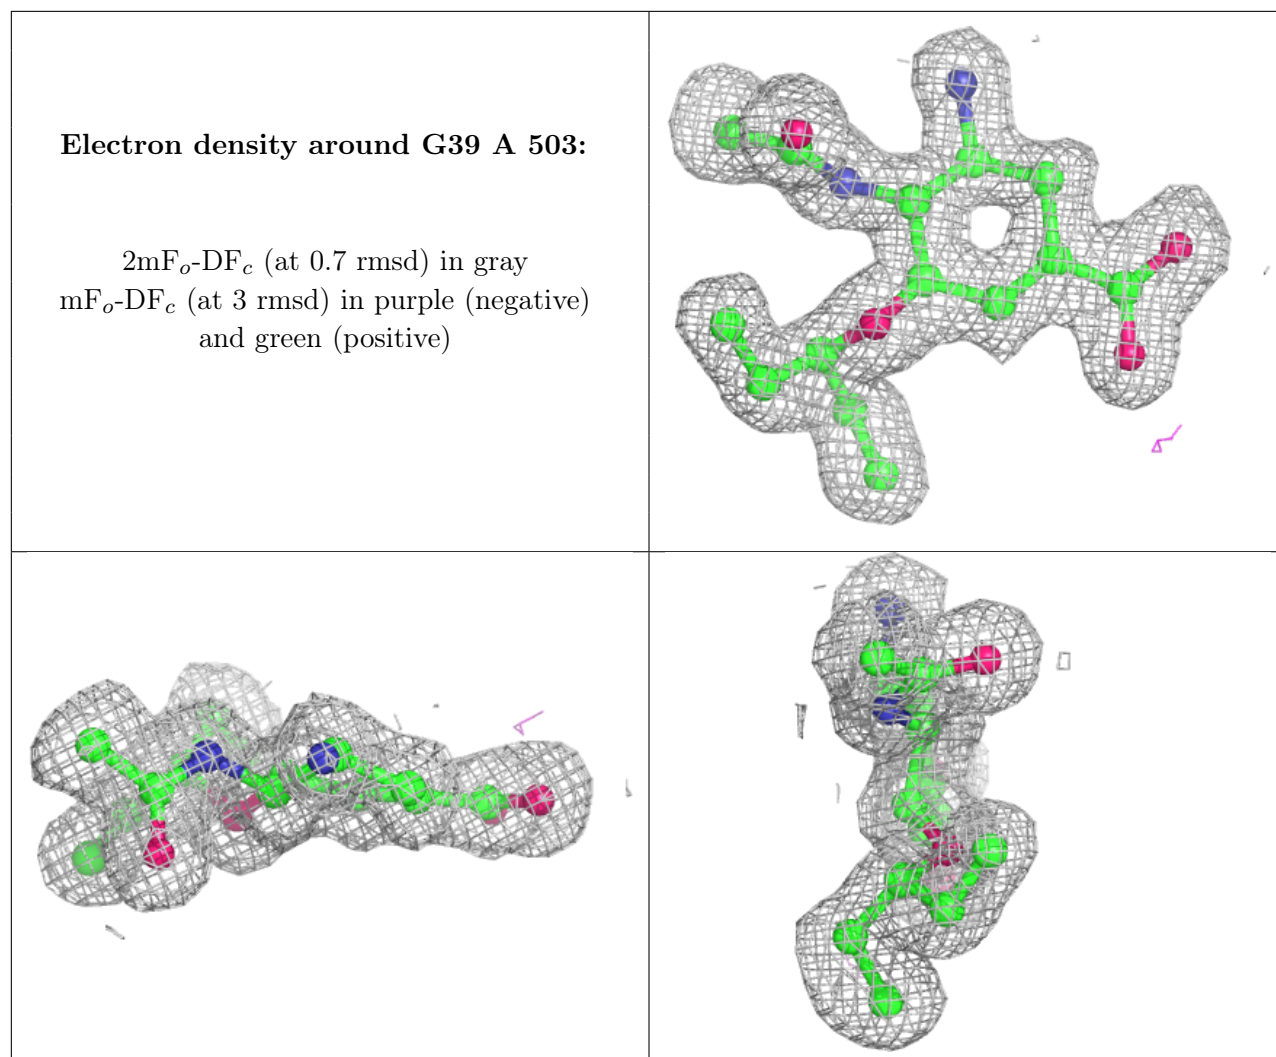 Electron density around G39 A 503:
2mFo-DFc (at 0.7 rmsd) in gray
mFo-DFc (at 3 rmsd) in purple (negative)
and green (positive)